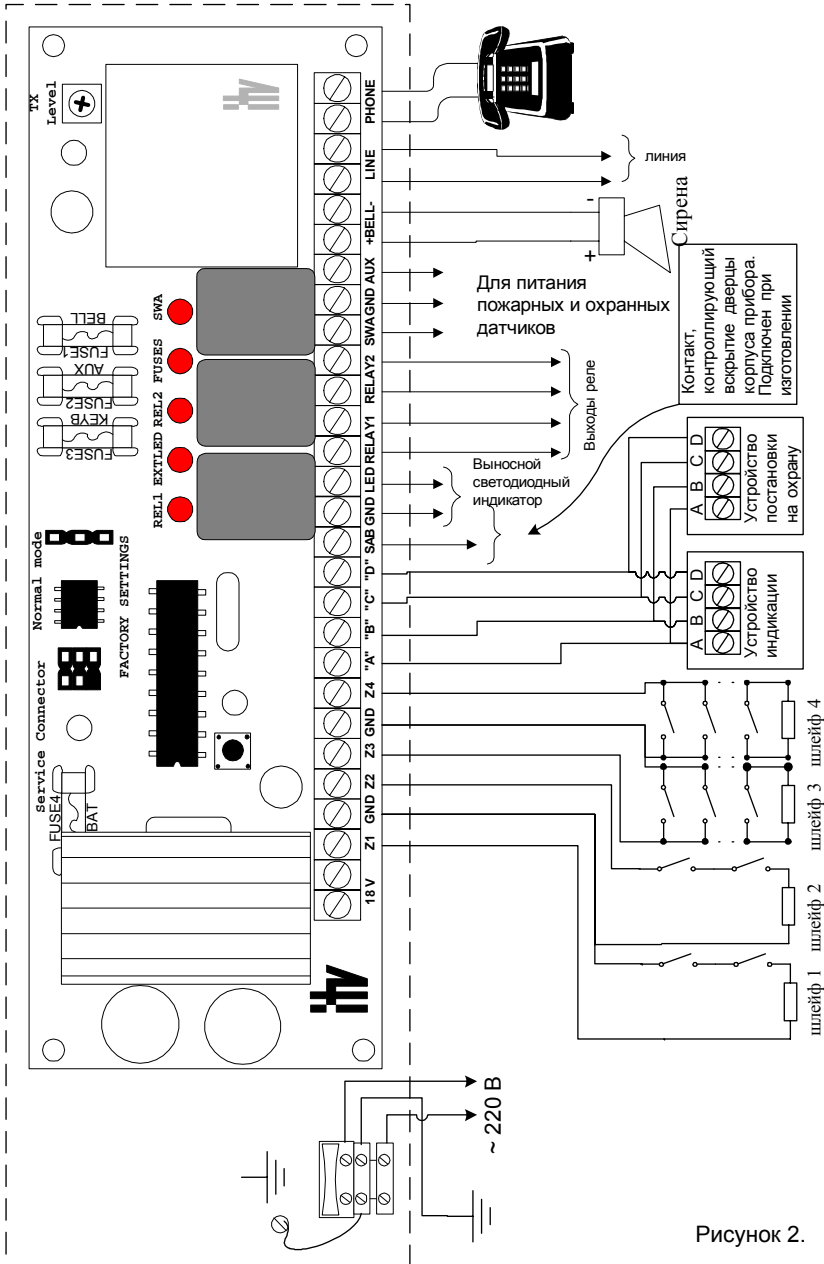 TX
Level
BELL
FUSE1
AUX
FUSE2
KEYB
FUSE3
REL1 EXTLED REL2 FUSES SWA
Normal mode
FACTORY SETTINGS
Service Connector
FUSE4
BAT
PHONE
LINE
+BELL-
AUX
GND
SWA
RELAY2
RELAY1
LED
GND
SAB
"D"
"C"
"B"
"A"
Z4
GND
Z3
Z2
GND
Z1
18 V
линия
-
+
Сирена
Для питания
пожарных и охранных
датчиков
Контакт,
контроллирующий
вскрытие дверцы
корпуса прибора.
Подключен при
изготовлении
Выходы реле
Выносной
светодиодный
индикатор
A B C D
Устройство
постановки
на охрану
A B C D
Устройство
индикации
шлейф 4
шлейф 3
шлейф 2
шлейф 1
~ 220 В
Рисунок 2.